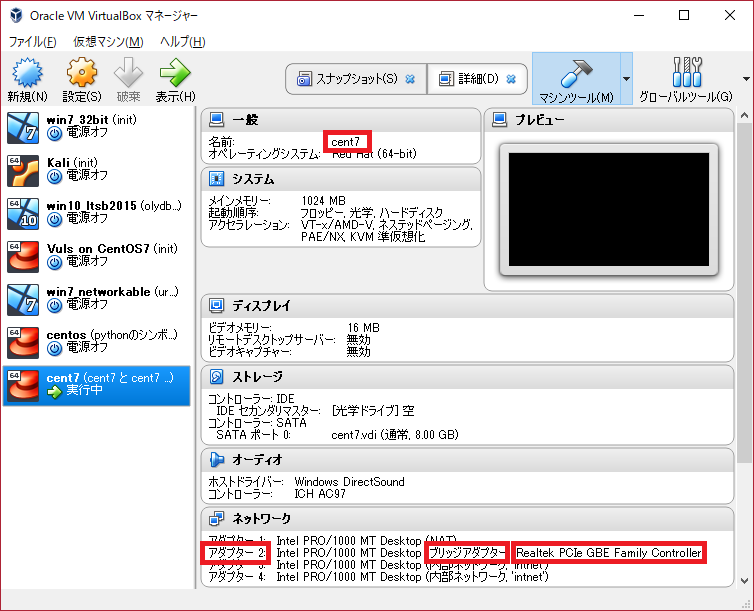 Oracle VM VirtualBox マネージャー
ファイル(F) 仮想マシン(M) ヘルプ(H)
新規(N) 設定(S) 破棄 表示(H) スナップショット(S) 詳細(D) マシンツール(M) グローバルツール(G)
win7_32bit (init)
電源オフ
Kali (init)
電源オフ
win10_ltsb2015 (olydb...)
電源オフ
Vuls_on_CentOS7 (init)
電源オフ
win7_networkable (ur...)
電源オフ
centos (pythonのシンボ...)
電源オフ
cent7 (cent7 と cent7 ...)
実行中
一般
名前: cent7
オペレーティングシステム: Red Hat (64-bit)
システム
メインメモリー: 1024 MB
起動順序: フロッピー, 光学, ハードディスク
アクセラレーション: VT-x/AMD-V, ネステッドページング,
PAE/NX, KVM 準仮想化
プレビュー
ディスプレイ
ビデオメモリー: 16 MB
リモートデスクトップサーバー: 無効
ビデオキャプチャー: 無効
ストレージ
コントローラー: IDE
IDE セカンダリマスター: [光学ドライブ] 空
コントローラー: SATA
SATA ポート 0: cent7.vdi (通常, 8.00 GB)
オーディオ
ホストドライバー: Windows DirectSound
コントローラー: ICH AC97
ネットワーク
アダプター 1: Intel PRO/1000 MT Desktop (NAT)
アダプター 2: Intel PRO/1000 MT Desktop ブリッジアダプター Realtek PCIe GBE Family Controller
アダプター 3: Intel PRO/1000 MT Desktop (内部ネットワーク, 'intnet')
アダプター 4: Intel PRO/1000 MT Desktop (内部ネットワーク, 'intnet')